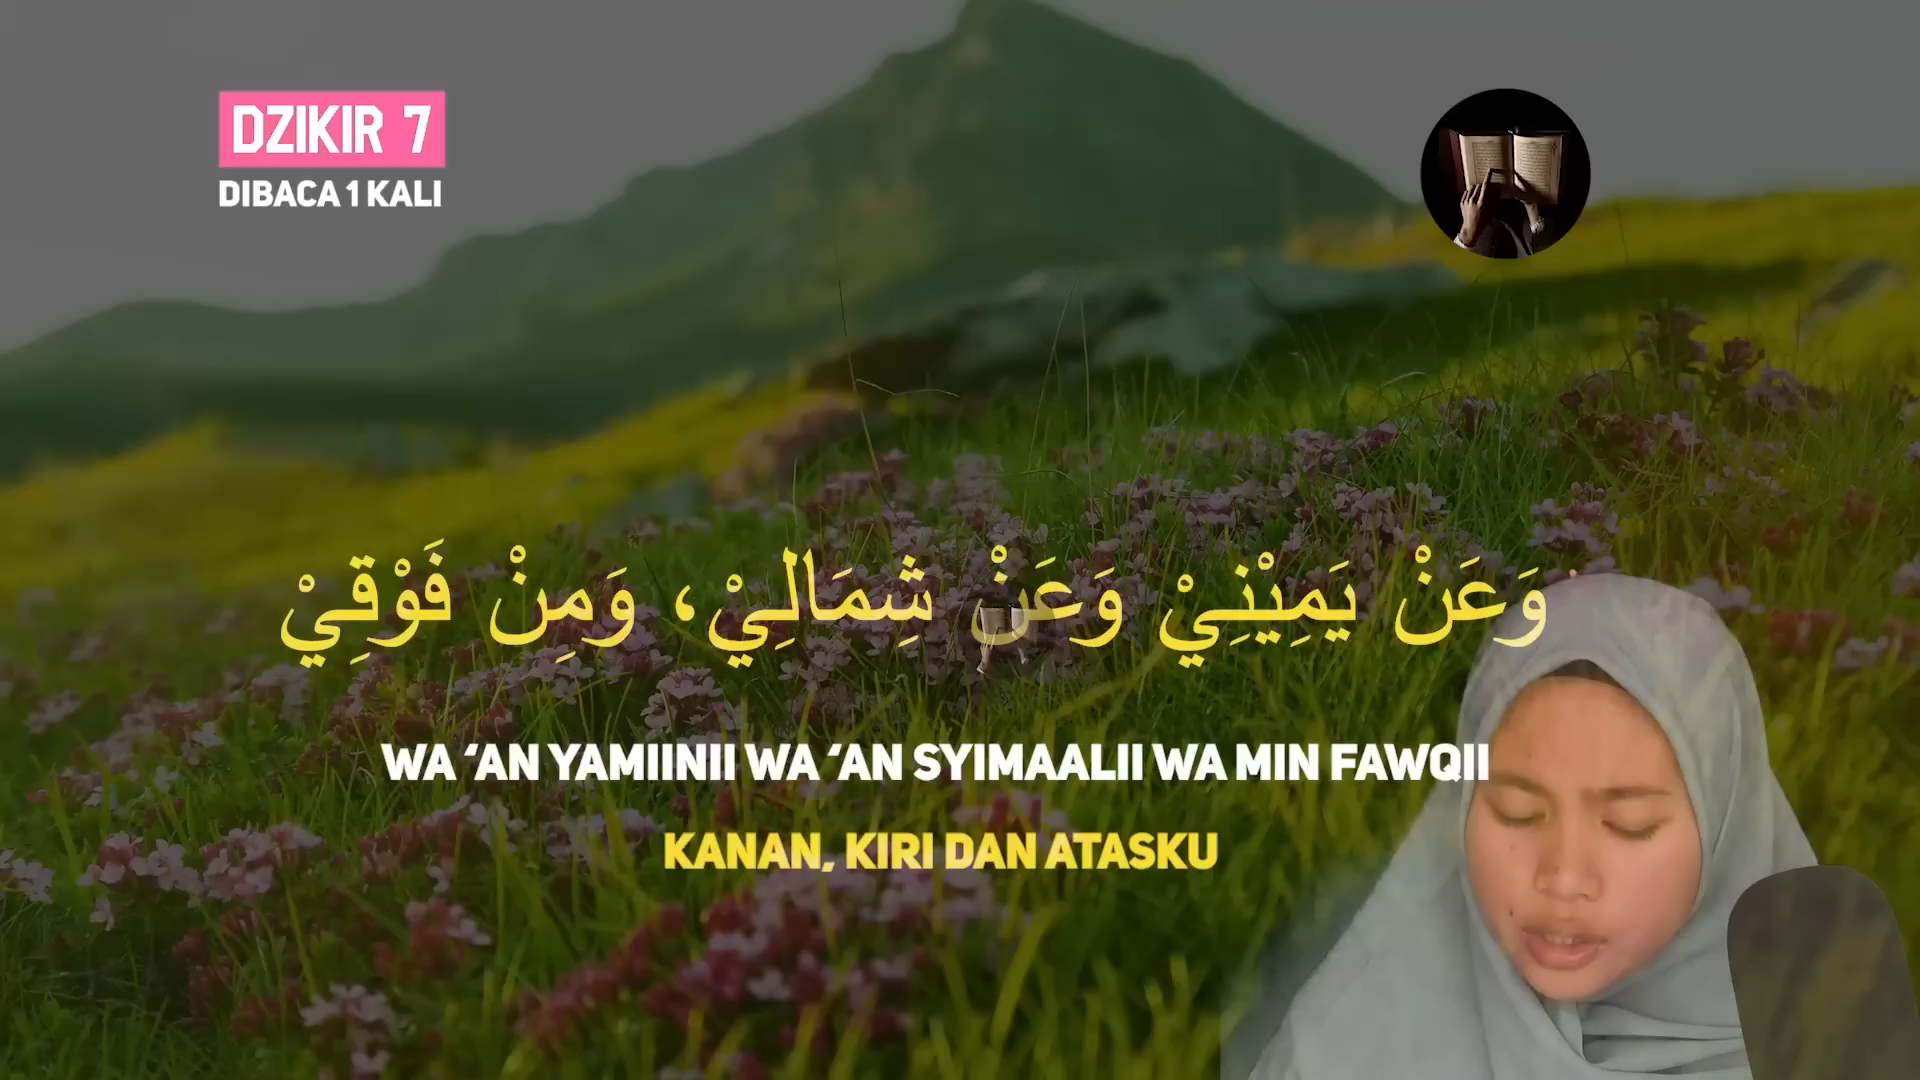 DZIKIR 7
DIBACA 1 KALI
وَعَنْ يَمِيْنِيْ وَعَنْ شِمَالِيْ، وَمِنْ فَوْقِيْ
WA ‘AN YAMIINII WA ‘AN SYIMAALII WA MIN FAWQII
KANAN, KIRI DAN ATASKU